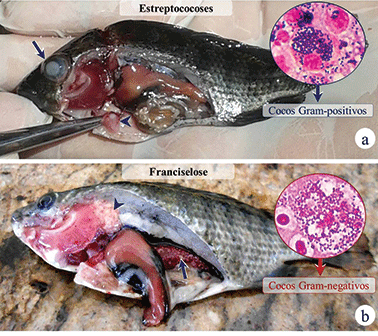 Estreptococoses
Cocos Gram-positivos
a
Franciselose
Cocos Gram-negativos
b